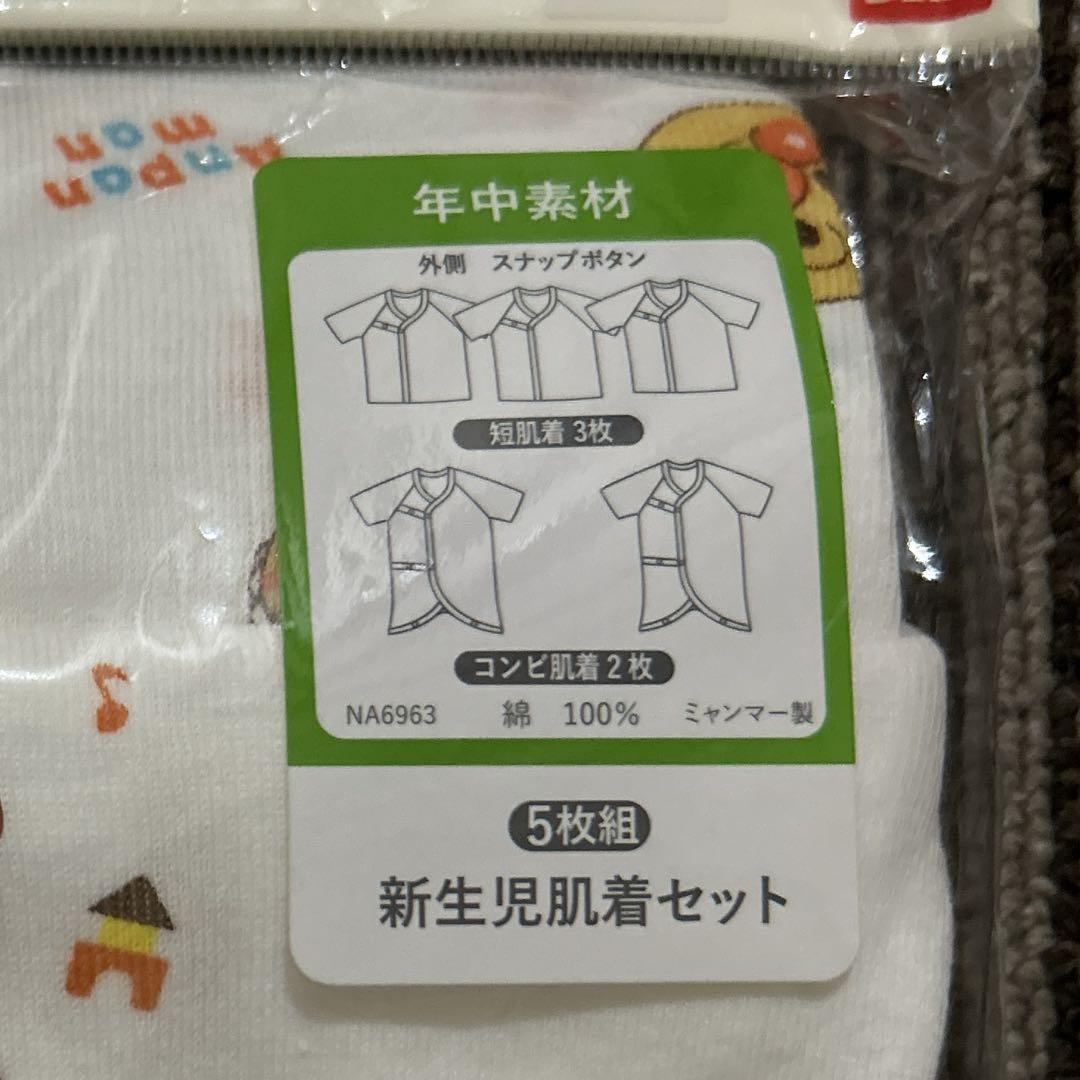 年中素材
外側 スナップボタン
短肌着 3枚
コンビ肌着 2枚
NA6963 綿 100% ミャンマー製
5枚組
新生児肌着セット